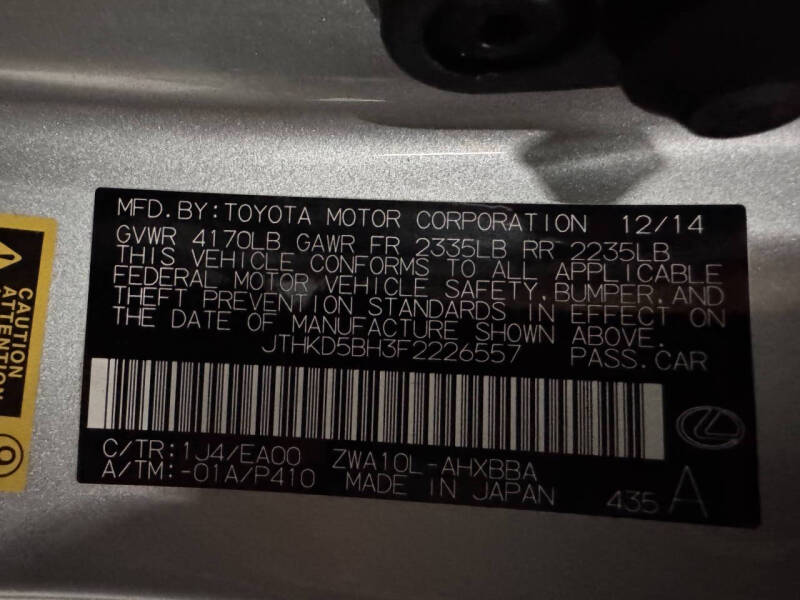 MFD.BY:TOYOTA MOTOR CORPORATION 12/14
GVWR 4170LB GAWR FR 2335LB RR 2235LB
THIS VEHICLE CONFORMS TO ALL APPLICABLE
FEDERAL MOTOR VEHICLE SAFETY,BUMPER,AND
THEFT PREVENTION STANDARDS IN EFFECT ON
THE DATE OF MANUFACTURE SHOWN ABOVE.
JTHKD5BH3F2226557 PASS.CAR
C/TR:1J4/EA00 ZWA10L-AHXBBA
A/TM:-01A/P410 MADE IN JAPAN 435 A
CAUTION
ATTENTION